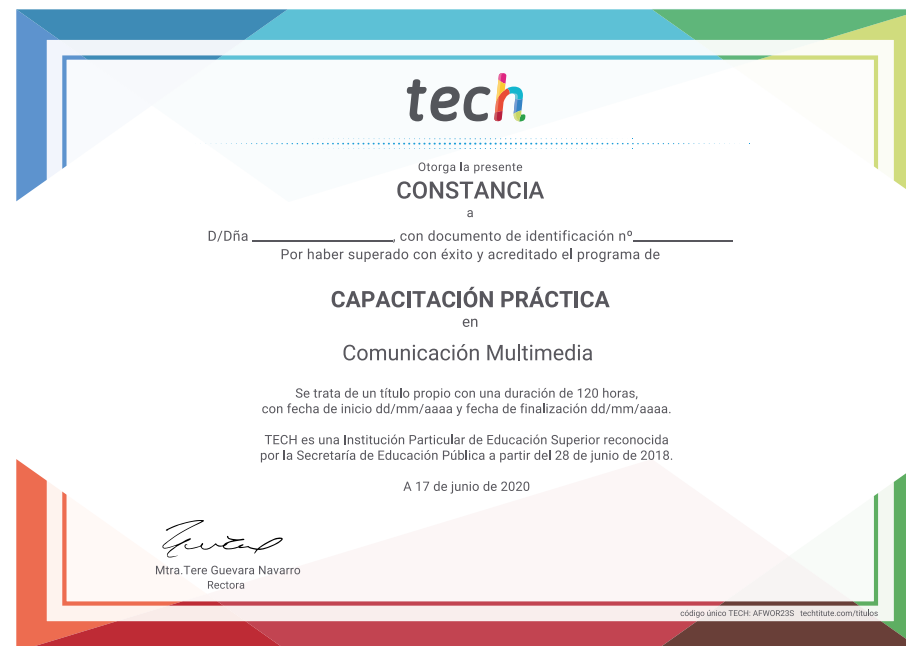 tech
Otorga la presente
CONSTANCIA
a
D/Dña ________________, con documento de identificación nº____________
Por haber superado con éxito y acreditado el programa de
CAPACITACIÓN PRÁCTICA
en
Comunicación Multimedia
Se trata de un título propio con una duración de 120 horas,
con fecha de inicio dd/mm/aaaa y fecha de finalización dd/mm/aaaa.
TECH es una Institución Particular de Educación Superior reconocida
por la Secretaría de Educación Pública a partir del 28 de junio de 2018.
A 17 de junio de 2020
Mtra.Tere Guevara Navarro
Rectora
código único TECH: AFWOR23S techtitute.com/titulos